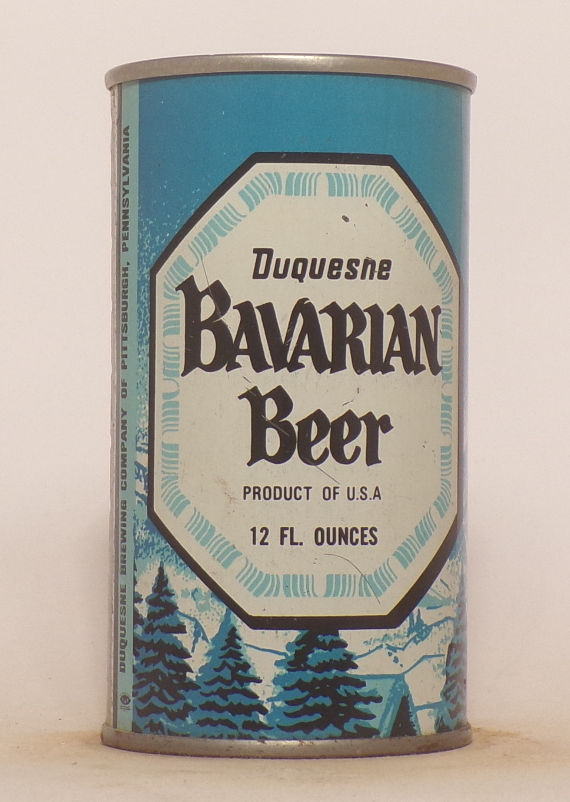 Duquesne
BAVARIAN
Beer
PRODUCT OF U.S.A
12 FL. OUNCES
DUQUESNE BREWING COMPANY OF PITTSBURGH, PENNSYLVANIA